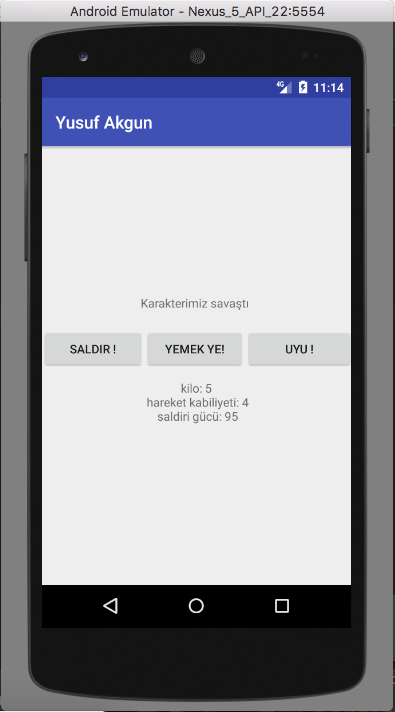 Android Emulator - Nexus_5_API_22:5554
4G 11:14
Yusuf Akgun
Karakterimiz savaştı
SALDIR ! YEMEK YE! UYU !
kilo: 5
hareket kabiliyeti: 4
saldiri gücü: 95